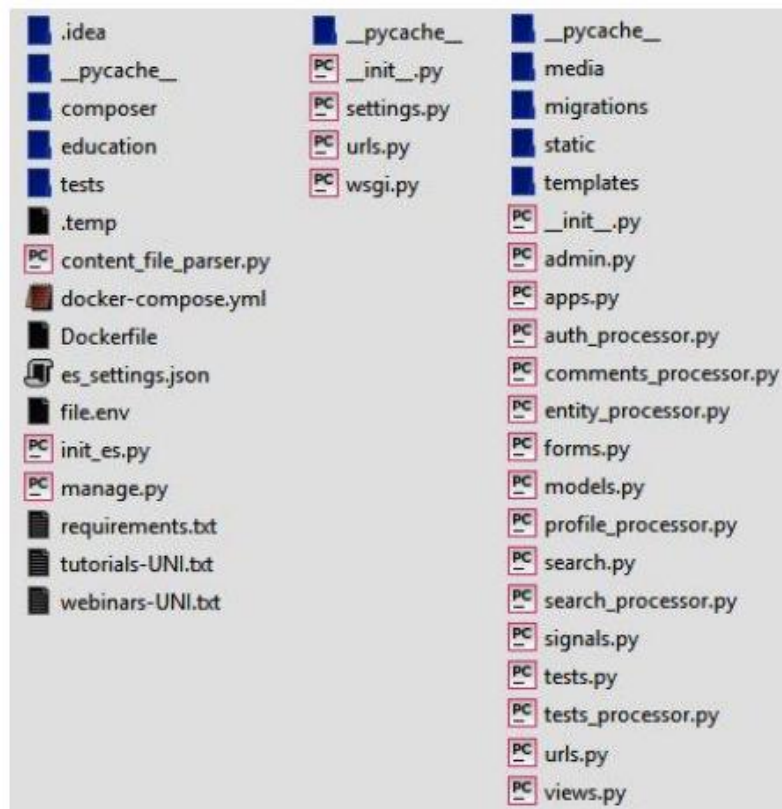 .idea
__pycache__
composer
education
tests
.temp
content_file_parser.py
docker-compose.yml
Dockerfile
es_settings.json
file.env
init_es.py
manage.py
requirements.txt
tutorials-UNI.txt
webinars-UNI.txt
__pycache__
__init__.py
settings.py
urls.py
wsgi.py
__pycache__
media
migrations
static
templates
__init__.py
admin.py
apps.py
auth_processor.py
comments_processor.py
entity_processor.py
forms.py
models.py
profile_processor.py
search.py
search_processor.py
signals.py
tests.py
tests_processor.py
urls.py
views.py